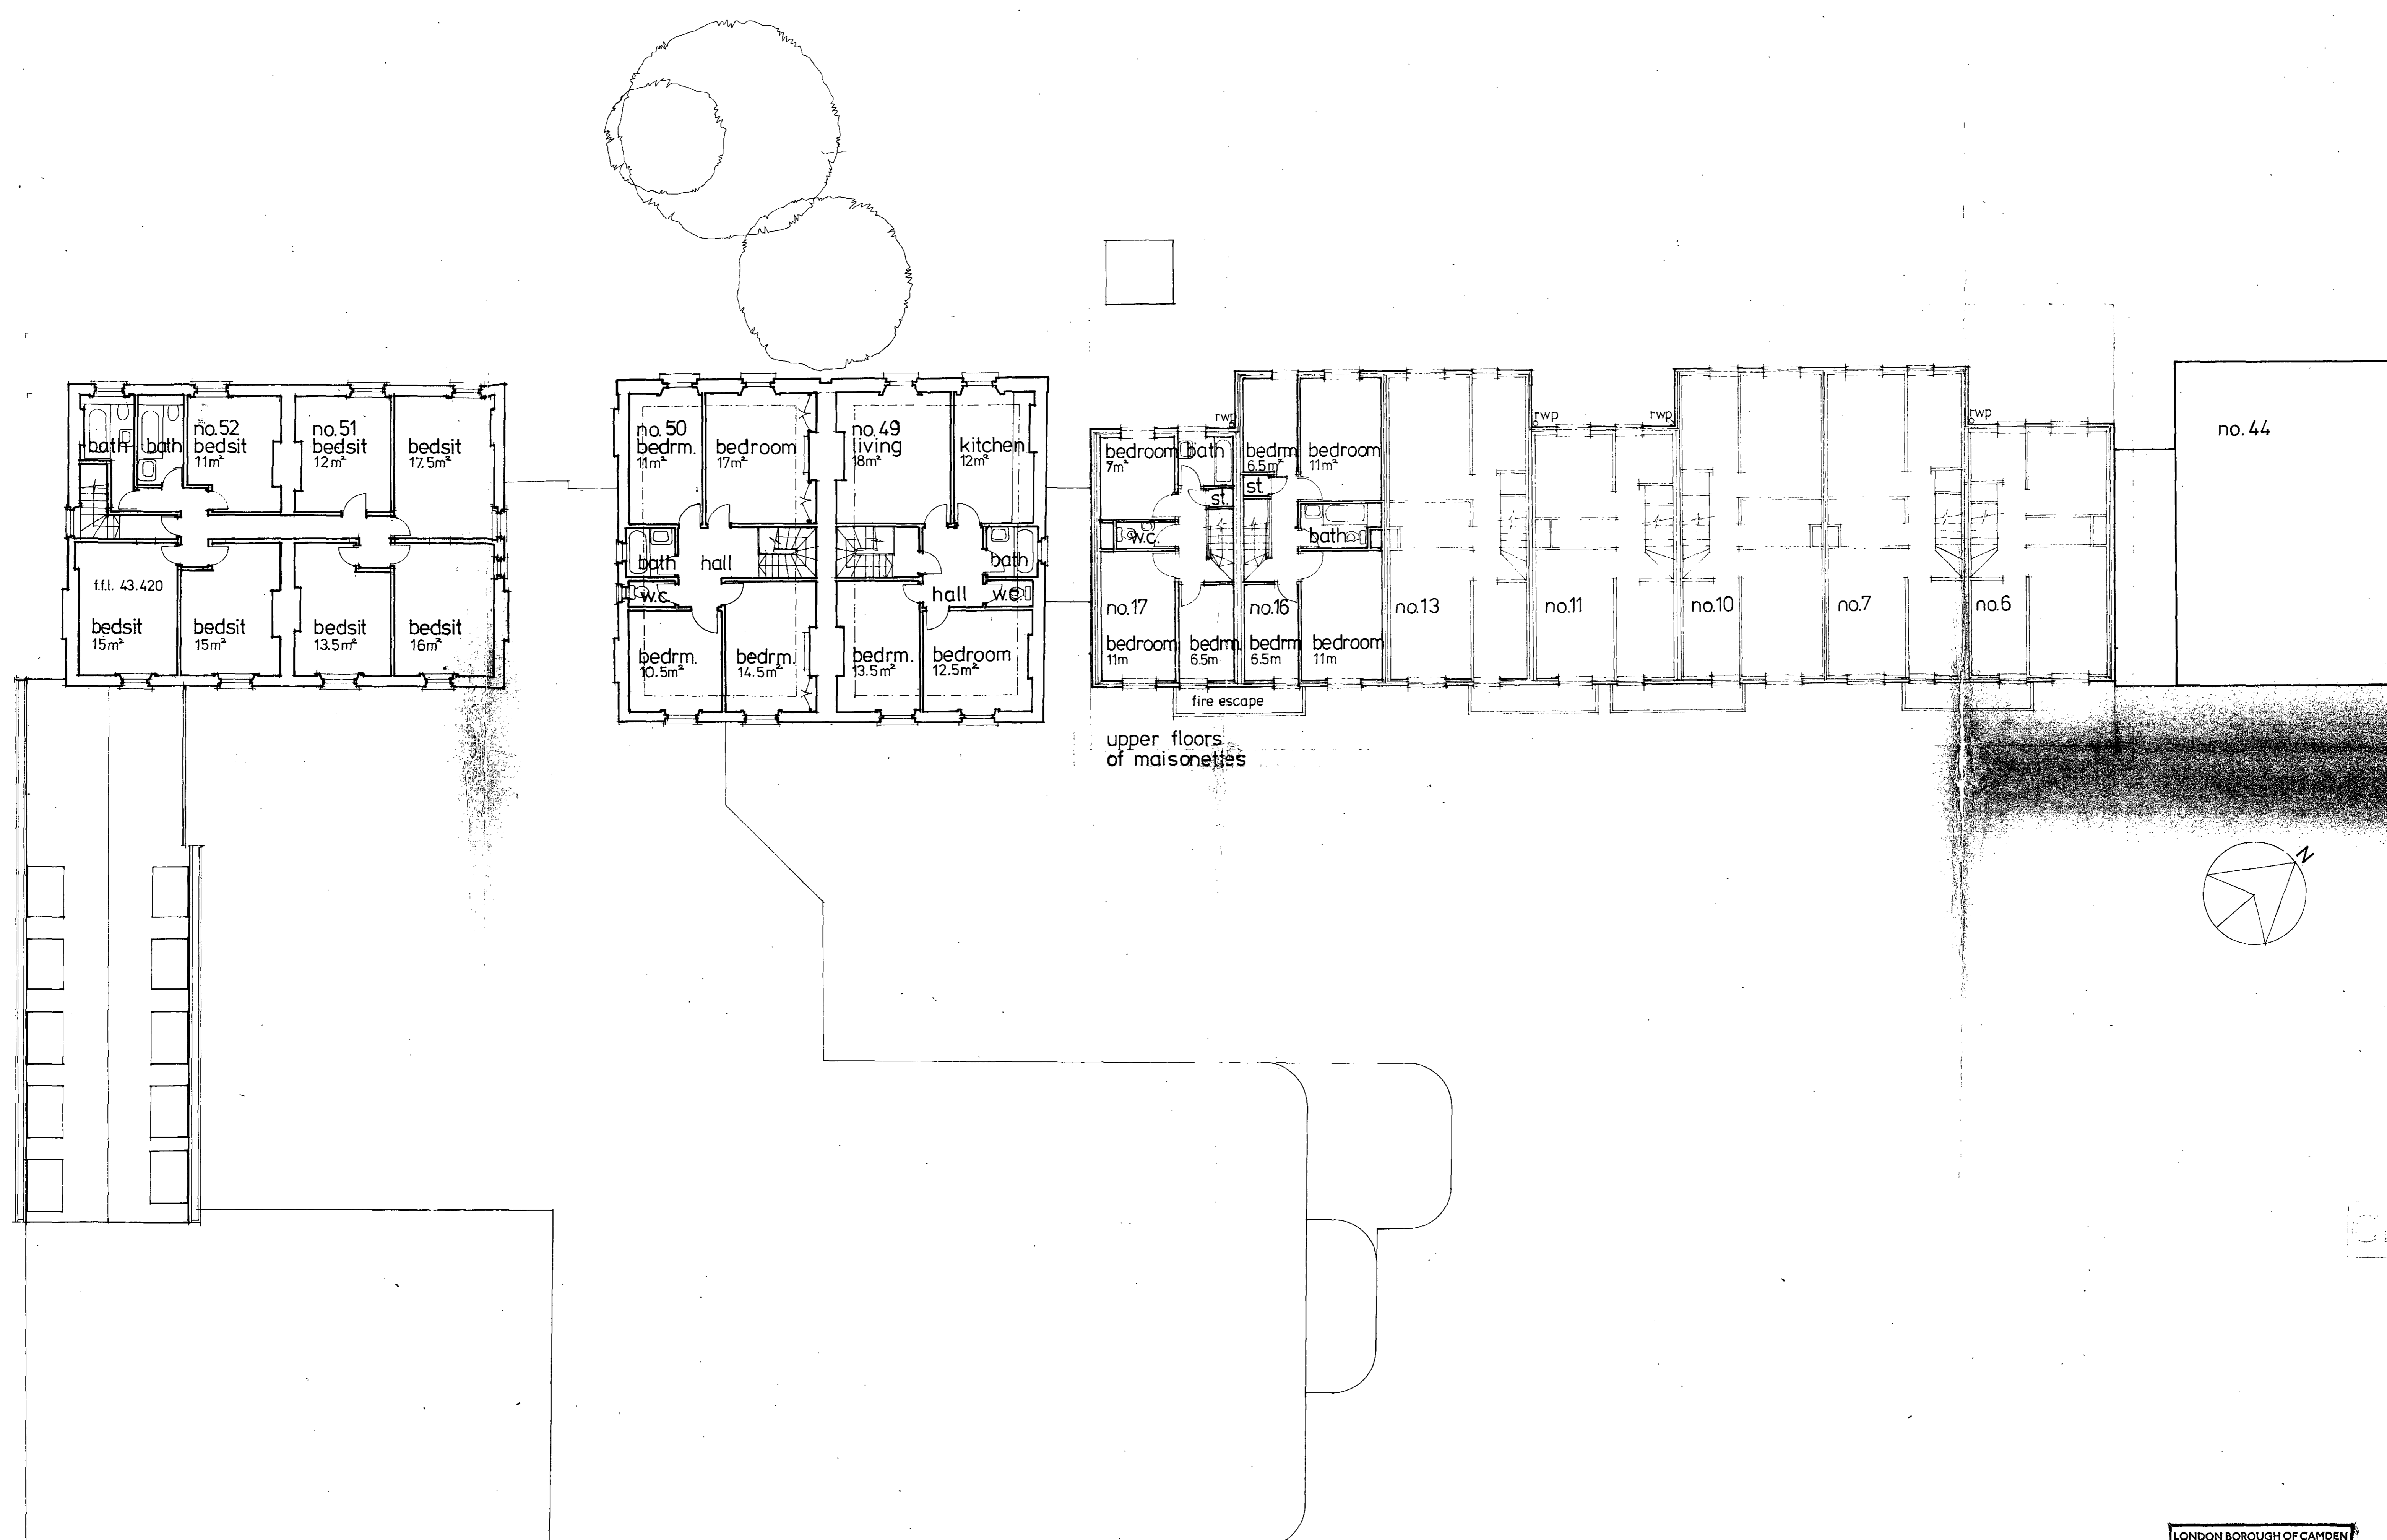 no.52
bath
bath
bedsit
11m²
no.51
bedsit
12m²
bedsit
17.5m²
f.f.l. 43.420
bedsit
15m²
bedsit
15m²
bedsit
13.5m²
bedsit
16m²
no.50
bedrm.
11m²
bedroom
17m²
no.49
living
18m²
kitchen
12m²
bath
hall
bath
w.c.
hall
w.c.
bedrm.
10.5m²
bedrm.
14.5m²
bedrm.
13.5m²
bedroom
12.5m²
rwp
bedroom
7m²
bath
bedrm
6.5m²
bedroom
11m²
st.
st
w.c.
bath
no.17
bedroom
11m
bedrm
6.5m
no.16
bedrm
6.5m
bedroom
11m
fire escape
upper floors
of maisonettes
rwp
rwp
rwp
no.13
no.11
no.10
no.7
no.6
no.44
N
LONDON BOROUGH OF CAMDEN